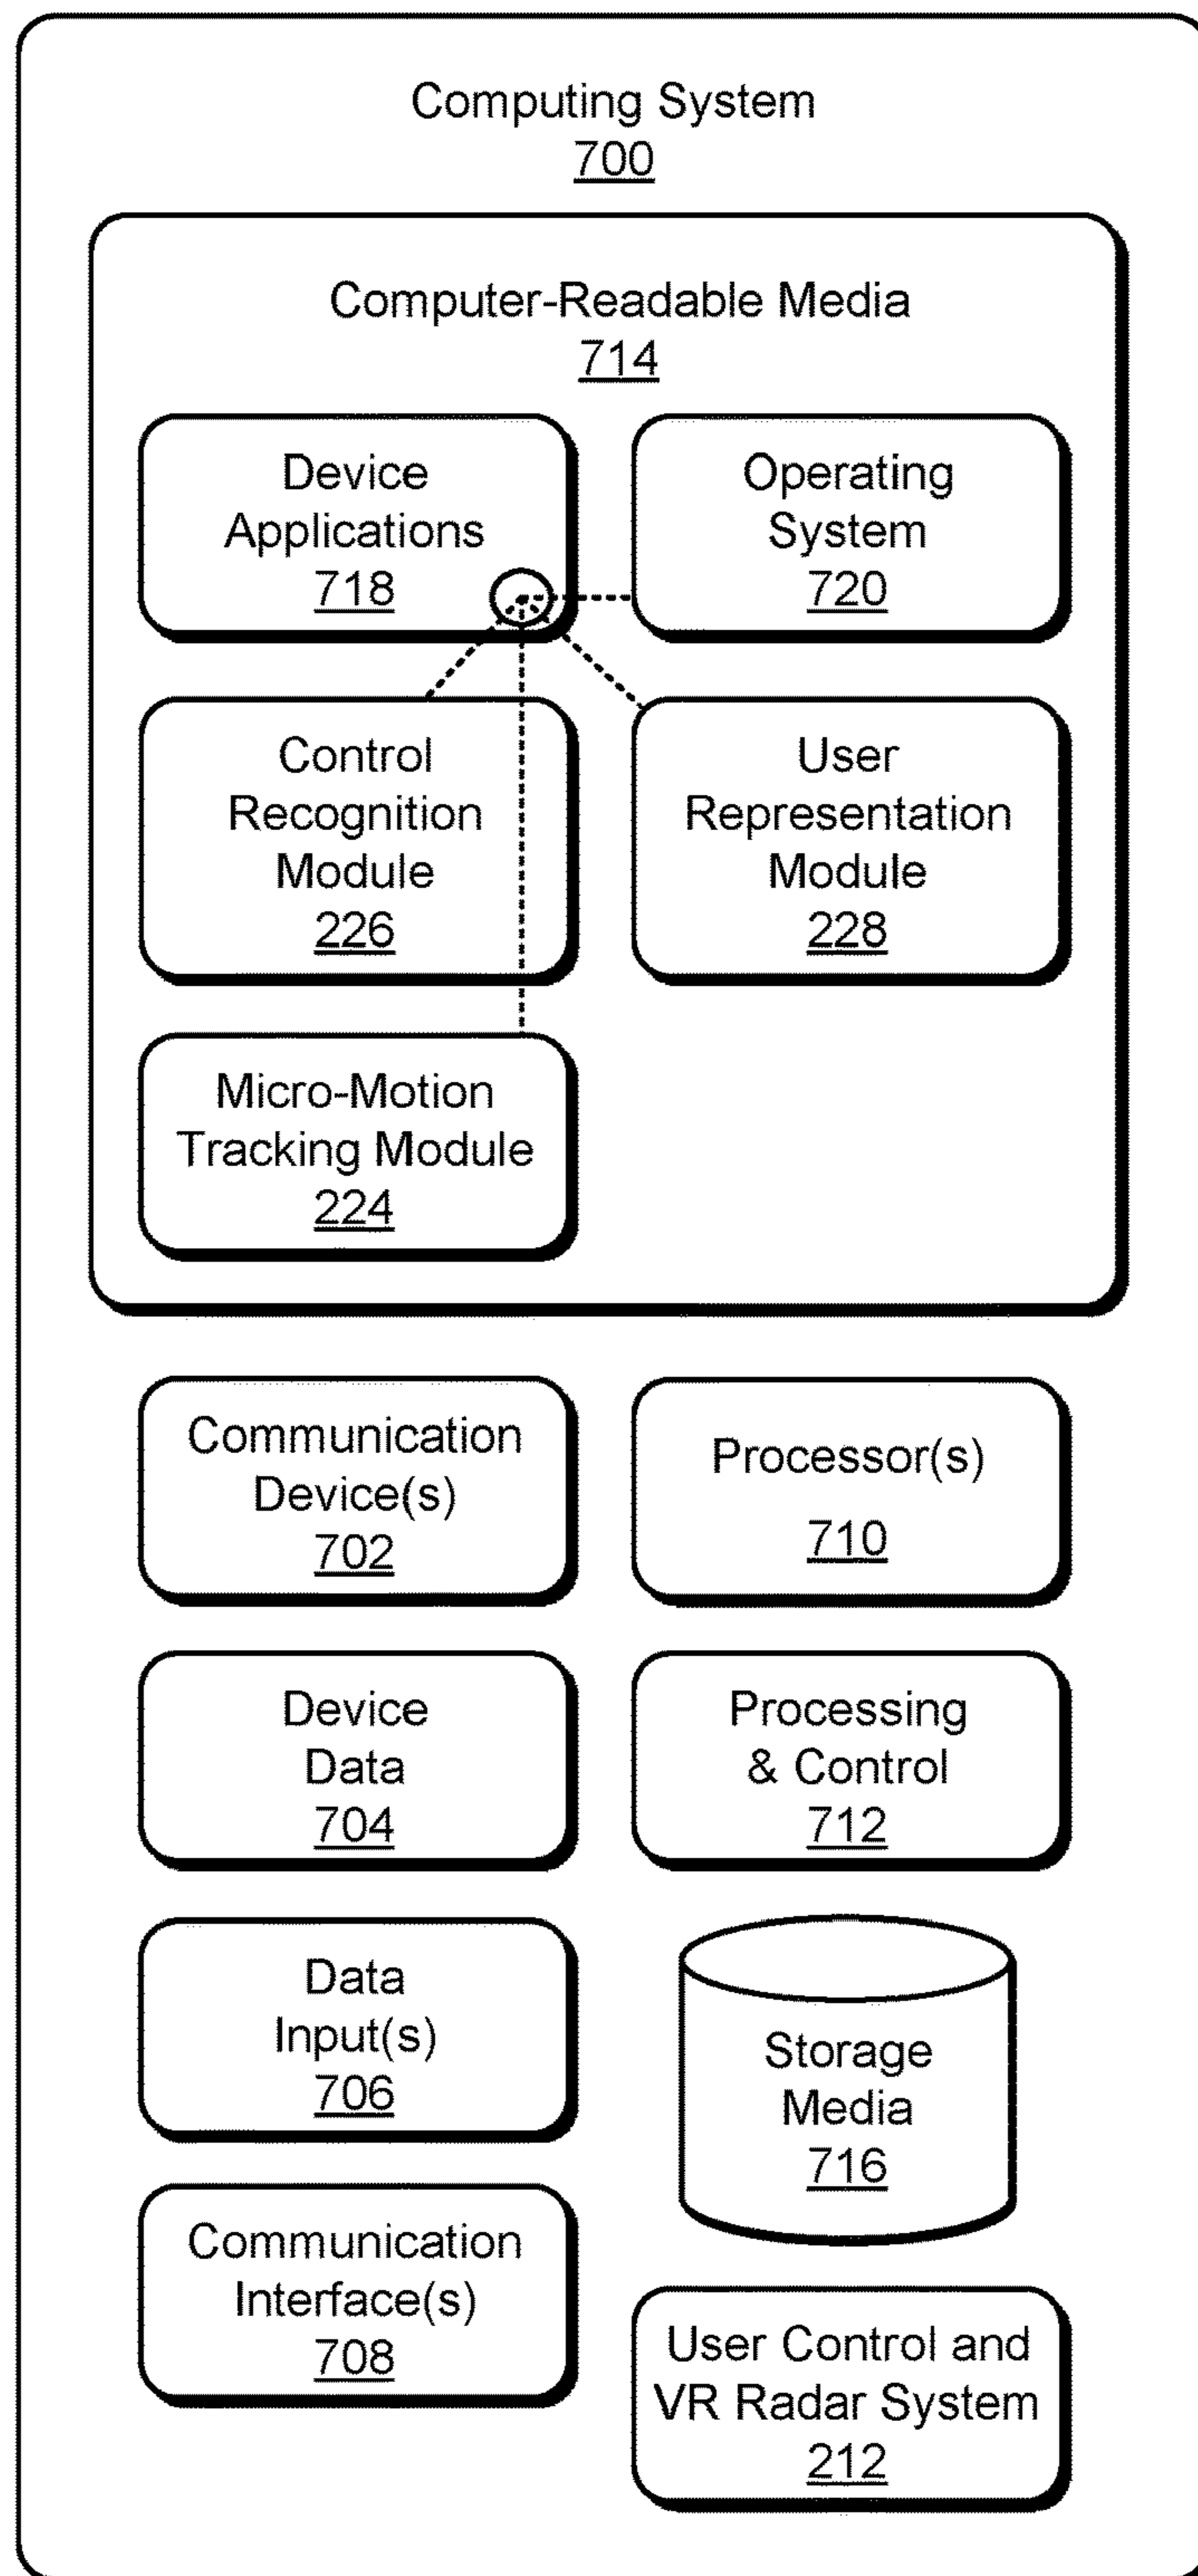 Computing System
700
Computer-Readable Media
714
Device
Applications
718
Operating
System
720
Control
Recognition
Module
226
User
Representation
Module
228
Micro-Motion
Tracking Module
224
Communication
Device(s)
702
Processor(s)
710
Device
Data
704
Processing
& Control
712
Data
Input(s)
706
Storage
Media
716
Communication
Interface(s)
708
User Control and
VR Radar System
212